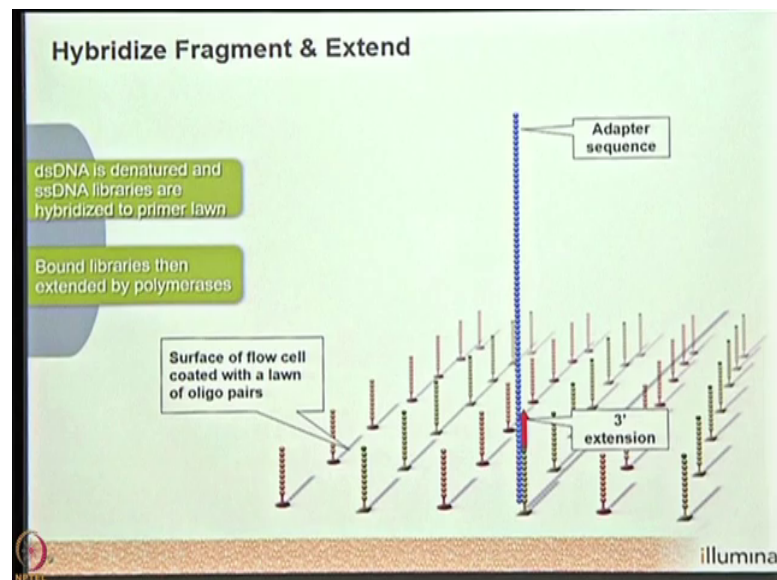 Hybridize Fragment & Extend
dsDNA is denatured and
ssDNA libraries are
hybridized to primer lawn
Bound libraries then
extended by polymerases
Adapter
sequence
Surface of flow cell
coated with a lawn
of oligo pairs
3'
extension
illumina
NPTEL